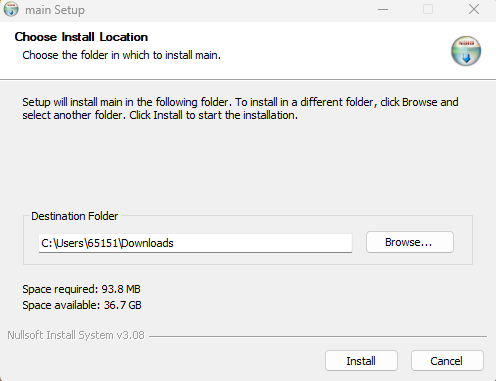 main Setup
Choose Install Location
Choose the folder in which to install main.
Setup will install main in the following folder. To install in a different folder, click Browse and
select another folder. Click Install to start the installation.
Destination Folder
C:\Users\65151\Downloads
Browse...
Space required: 93.8 MB
Space available: 36.7 GB
Nullsoft Install System v3.08
Install
Cancel